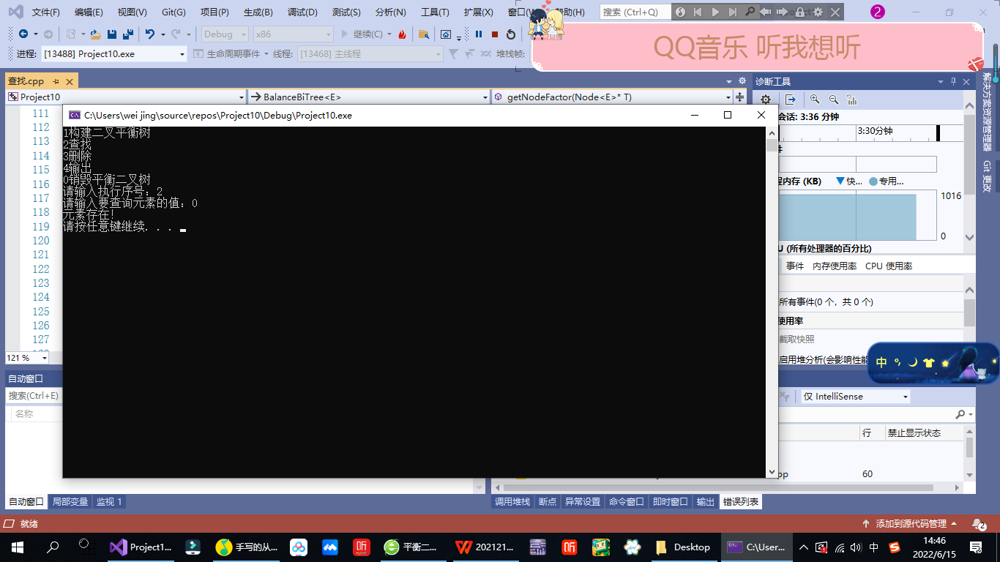 文件(F) 编辑(E) 视图(V) Git(G) 项目(P) 生成(B) 调试(D) 测试(S) 分析(N) 工具(T) 扩展(X) 窗口(W) 帮助(H) 搜索 (Ctrl+Q) 2
Debug x86 继续(C)
QQ音乐 听我想听
进程: [13488] Project10.exe 生命周期事件 线程: [13468] 主线程 堆栈帧:
查找.cpp
诊断工具
解决方案资源管理器
Git 更改
Project10 BalanceBiTree<E> getNodeFactor(Node<E>* T)
会话: 3:36 分钟
3:30分钟
件
程内存 (KB) 快... 专用...
1016
0
U (所有处理器的百分比)
事件 内存使用率 CPU 使用率
所有事件(0 个，共 0 个)
使用率
截取快照
启用堆分析(会影响性能
中
111
112
113
114
115
116
117
118
119
120
121
122
123
124
125
126
127
121 %
C:\Users\wei jing\source\repos\Project10\Debug\Project10.exe
1构建二叉平衡树
2查找
3删除
4输出
0销毁平衡二叉树
请输入执行序号：2
请输入要查询元素的值：0
元素存在！
请按任意键继续. . .
自动窗口
搜索(Ctrl+E)
名称
仅 IntelliSense
行 禁止显示状态
pp 60
自动窗口 局部变量 监视 1
调用堆栈 断点 异常设置 命令窗口 即时窗口 输出 错误列表
就绪
添加到源代码管理 2
Project1... 手写的从... 听 LIVE 平衡二... 202121... 听 Desktop C:\User... 中
14:46
2022/6/15